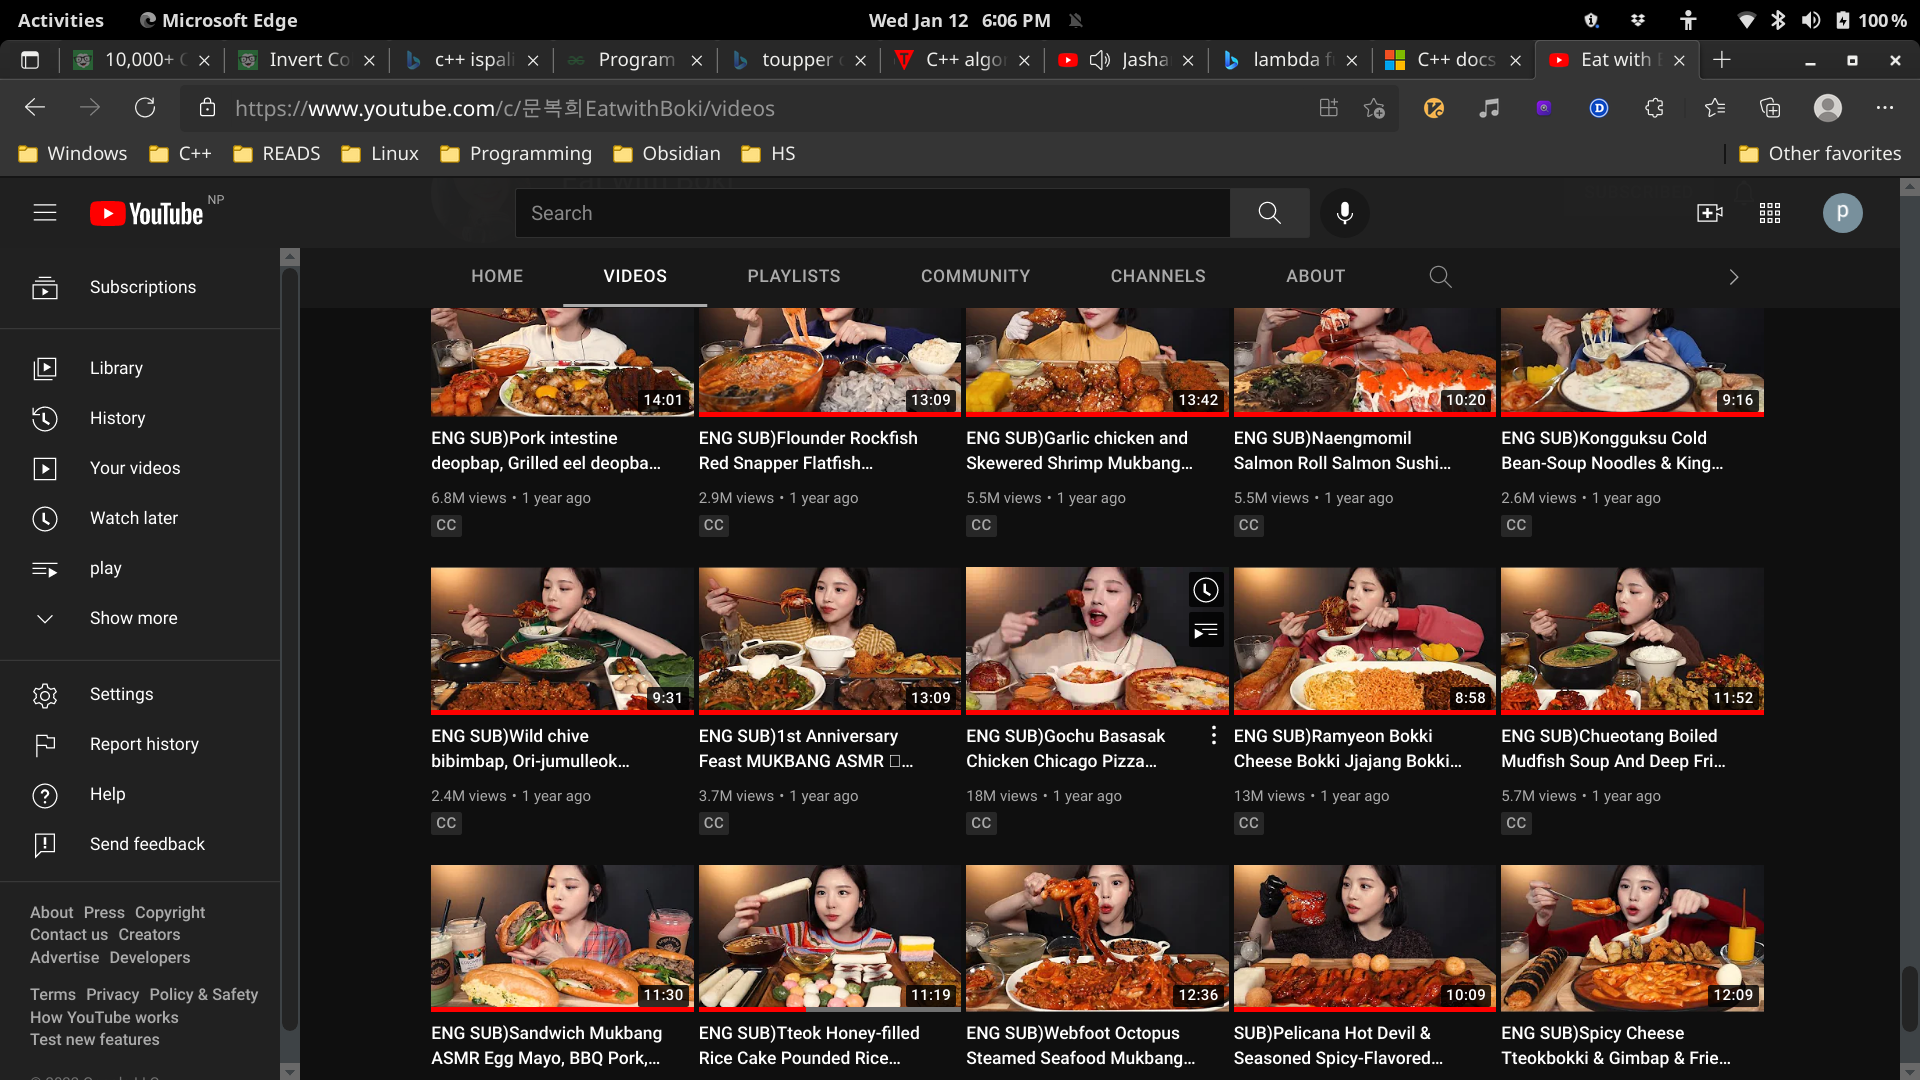 Activities Microsoft Edge Wed Jan 12 6:06 PM 100 %
10,000+ Invert Co c++ ispali Program toupper C++ algo Jasha lambda f C++ docs Eat with
https://www.youtube.com/c/문복희EatwithBoki/videos
Windows C++ READS Linux Programming Obsidian HS Other favorites
YouTube NP Search p
HOME VIDEOS PLAYLISTS COMMUNITY CHANNELS ABOUT
Subscriptions
Library
History
Your videos
Watch later
play
Show more
Settings
Report history
Help
Send feedback
About Press Copyright
Contact us Creators
Advertise Developers
Terms Privacy Policy & Safety
How YouTube works
Test new features
14:01 13:09 13:42 10:20 9:16
ENG SUB)Pork intestine
deopbap, Grilled eel deopba...
6.8M views • 1 year ago
CC
ENG SUB)Flounder Rockfish
Red Snapper Flatfish...
2.9M views • 1 year ago
CC
ENG SUB)Garlic chicken and
Skewered Shrimp Mukbang...
5.5M views • 1 year ago
CC
ENG SUB)Naengmomil
Salmon Roll Salmon Sushi...
5.5M views • 1 year ago
CC
ENG SUB)Kongguksu Cold
Bean-Soup Noodles & King...
2.6M views • 1 year ago
CC
9:31 13:09 8:58 11:52
ENG SUB)Wild chive
bibimbap, Ori-jumulleok...
2.4M views • 1 year ago
CC
ENG SUB)1st Anniversary
Feast MUKBANG ASMR ...
3.7M views • 1 year ago
CC
ENG SUB)Gochu Basasak
Chicken Chicago Pizza...
18M views • 1 year ago
CC
ENG SUB)Ramyeon Bokki
Cheese Bokki Jjajang Bokki...
13M views • 1 year ago
CC
ENG SUB)Chueotang Boiled
Mudfish Soup And Deep Fri...
5.7M views • 1 year ago
CC
11:30 11:19 12:36 10:09 12:09
ENG SUB)Sandwich Mukbang
ASMR Egg Mayo, BBQ Pork,...
ENG SUB)Tteok Honey-filled
Rice Cake Pounded Rice...
ENG SUB)Webfoot Octopus
Steamed Seafood Mukbang...
SUB)Pelicana Hot Devil &
Seasoned Spicy-Flavored...
ENG SUB)Spicy Cheese
Tteokbokki & Gimbap & Frie...